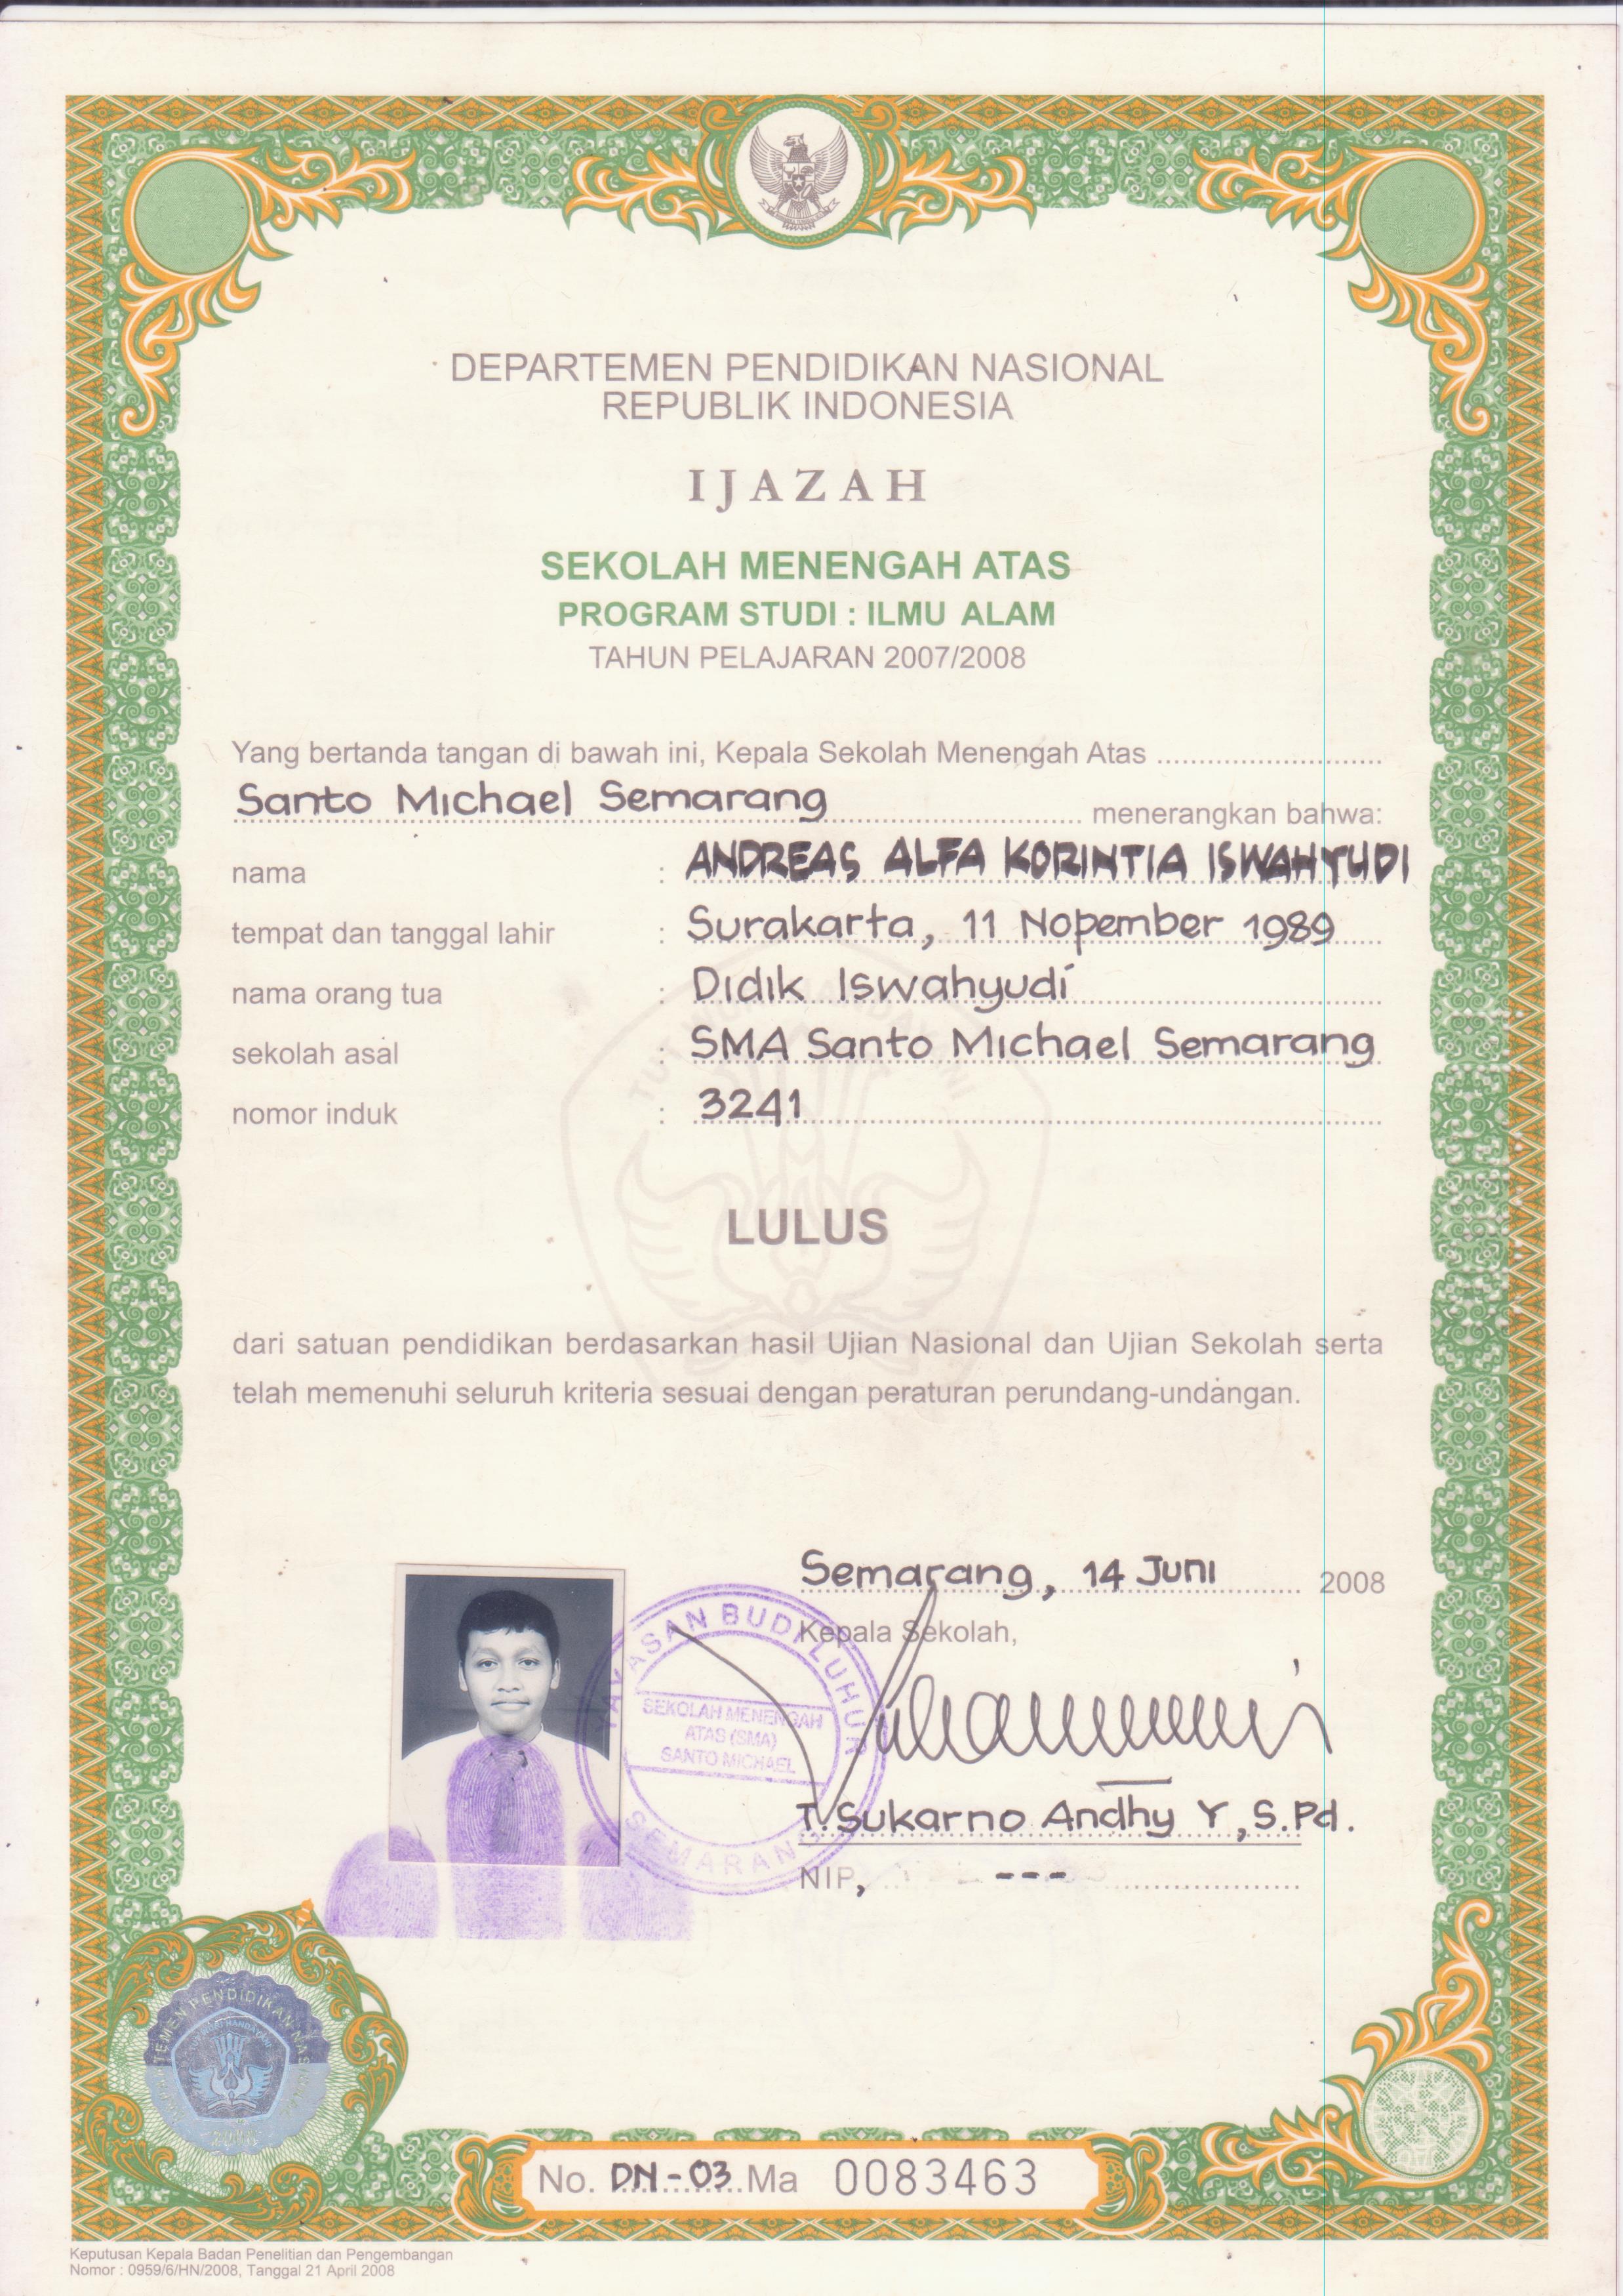 DEPARTEMEN PENDIDIKAN NASIONAL
REPUBLIK INDONESIA
IJAZAH
SEKOLAH MENENGAH ATAS
PROGRAM STUDI : ILMU ALAM
TAHUN PELAJARAN 2007/2008
Yang bertanda tangan di bawah ini, Kepala Sekolah Menengah Atas
Santo Michael Semarang menerangkan bahwa:
nama : ANDREAS ALFA KORINTIA ISWAHYUDI
tempat dan tanggal lahir : Surakarta, 11 Nopember 1989
nama orang tua : Didik Iswahyudi
sekolah asal : SMA Santo Michael Semarang
nomor induk : 3241
LULUS
dari satuan pendidikan berdasarkan hasil Ujian Nasional dan Ujian Sekolah serta
telah memenuhi seluruh kriteria sesuai dengan peraturan perundang-undangan.
Semarang, 14 Juni 2008
Kepala Sekolah,
YAYASAN BUDI LUHUR
SEKOLAH MENENGAH
ATAS (SMA)
SANTO MICHAEL
SEMARANG
T. Sukarno Andhy Y, S.Pd.
NIP, ---
No. DN-03 Ma 0083463
Keputusan Kepala Badan Penelitian dan Pengembangan
Nomor : 0959/6/HN/2008, Tanggal 21 April 2008